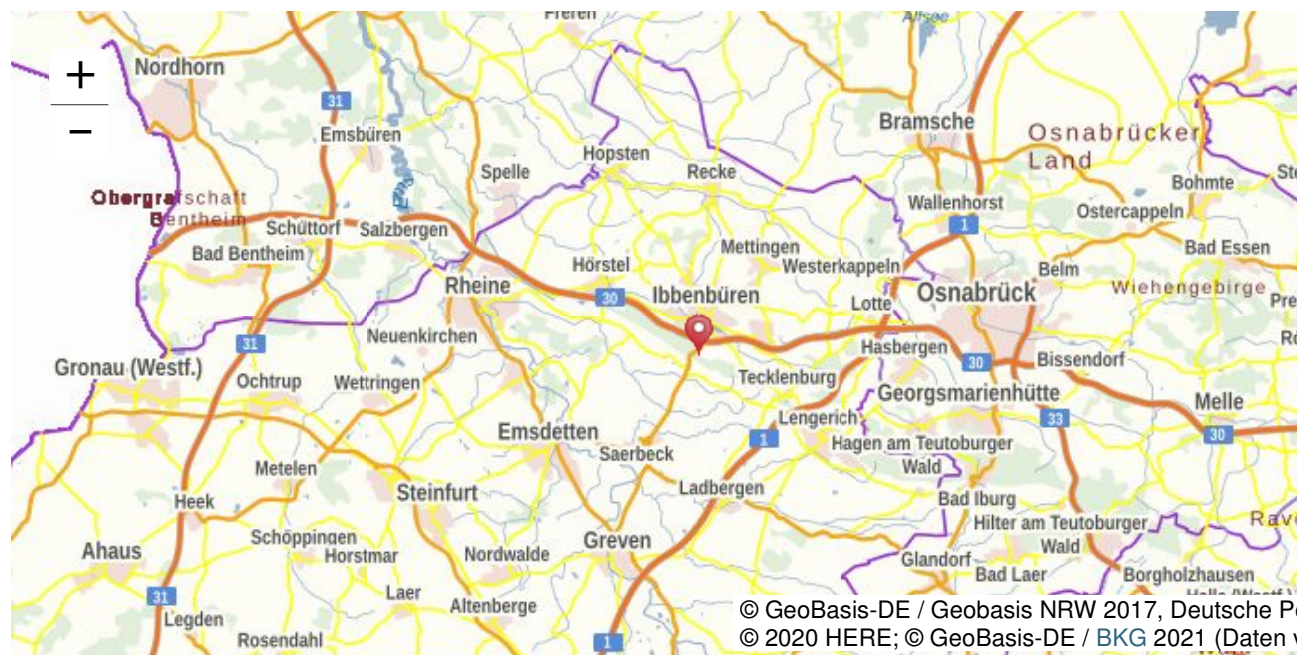 Freren
Alfsee
+
Nordhorn
31
Bramsche
Osnabrücker
Land
Emsbüren
Hopsten
Recke
Spelle
Bohmte
Ems
Obergrafschaft
Bentheim
Wallenhorst
Ostercappeln
Schüttorf
Salzbergen
1
Bad Bentheim
Mettingen
Bad Essen
Hörstel
Westerkappeln
Belm
Rheine
30
Ibbenbüren
Lotte
Osnabrück
Wiehengebirge
Neuenkirchen
31
Hasbergen
30
Bissendorf
Gronau (Westf.)
Ochtrup
Wettringen
Tecklenburg
Georgsmarienhütte
Melle
Lengerich
33
30
Emsdetten
1
Hagen am Teutoburger
Wald
Saerbeck
Metelen
Steinfurt
Ladbergen
Bad Iburg
Heek
Hilter am Teutoburger
Wald
Schöppingen
Horstmar
Nordwalde
Greven
Ahaus
Glandorf
Bad Laer
Borgholzhausen
31
Laer
Altenberge
Legden
Rosendahl
1
© GeoBasis-DE / Geobasis NRW 2017, Deutsche
© 2020 HERE; © GeoBasis-DE / BKG 2021 (Daten